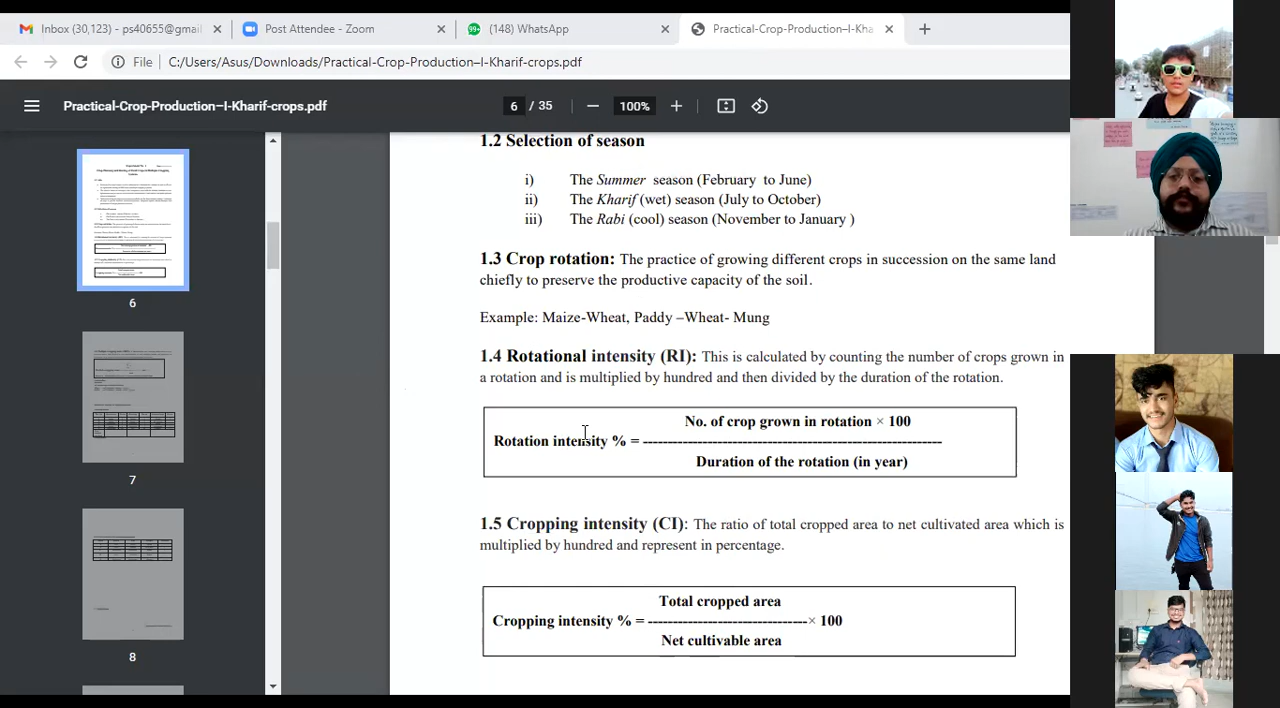 Inbox (30,123) - ps40655@gmail
Post Attendee - Zoom
99+
(148) WhatsApp
Practical-Crop-Production–I-Kha
File
C:/Users/Asus/Downloads/Practical-Crop-Production–I-Kharif-crops.pdf
Practical-Crop-Production–I-Kharif-crops.pdf
6 / 35
100%
6
7
8
1.2 Selection of season
i) The Summer season (February to June)
ii) The Kharif (wet) season (July to October)
iii) The Rabi (cool) season (November to January )
1.3 Crop rotation: The practice of growing different crops in succession on the same land
chiefly to preserve the productive capacity of the soil.
Example: Maize-Wheat, Paddy –Wheat- Mung
1.4 Rotational intensity (RI): This is calculated by counting the number of crops grown in
a rotation and is multiplied by hundred and then divided by the duration of the rotation.
No. of crop grown in rotation × 100
Rotation intensity % = ------------------------------------------------------------
Duration of the rotation (in year)
1.5 Cropping intensity (CI): The ratio of total cropped area to net cultivated area which is
multiplied by hundred and represent in percentage.
Total cropped area
Cropping intensity % = --------------------------------× 100
Net cultivable area